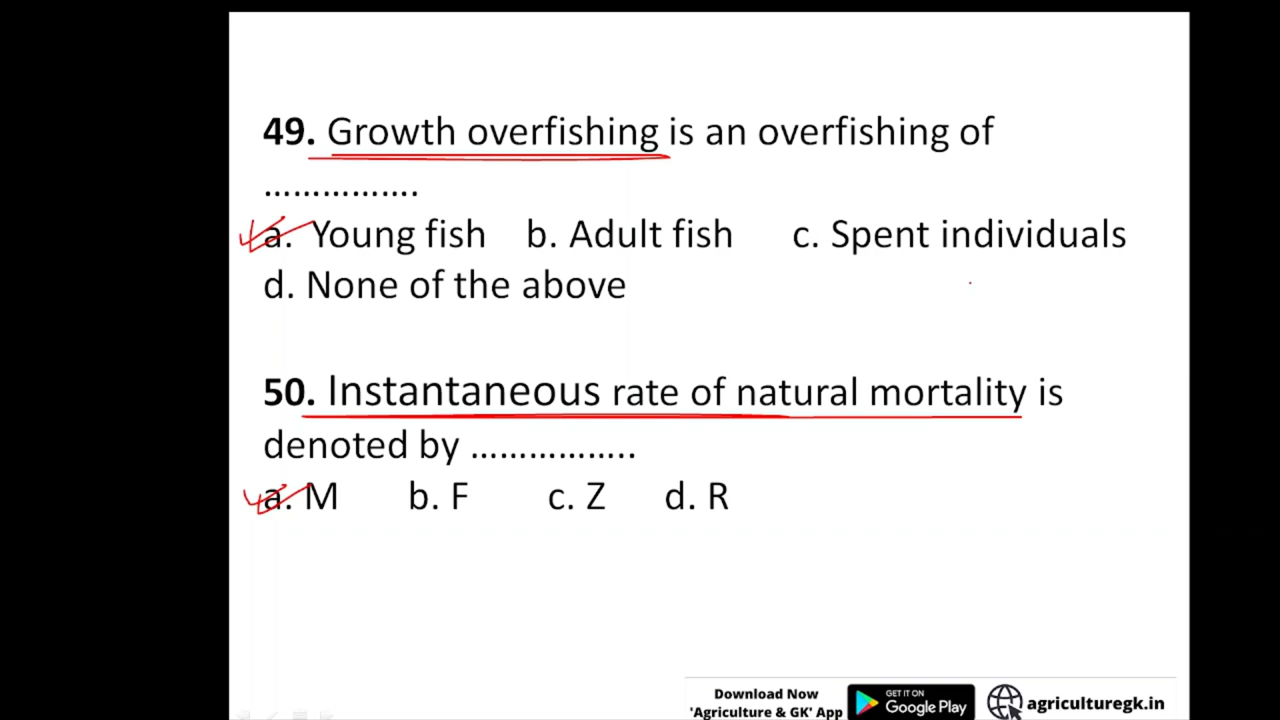 49. Growth overfishing is an overfishing of
…………….
a. Young fish b. Adult fish c. Spent individuals
d. None of the above
50. Instantaneous rate of natural mortality is
denoted by ……………..
a. M b. F c. Z d. R
Download Now
'Agriculture & GK' App
GET IT ON
Google Play
agriculturegk.in